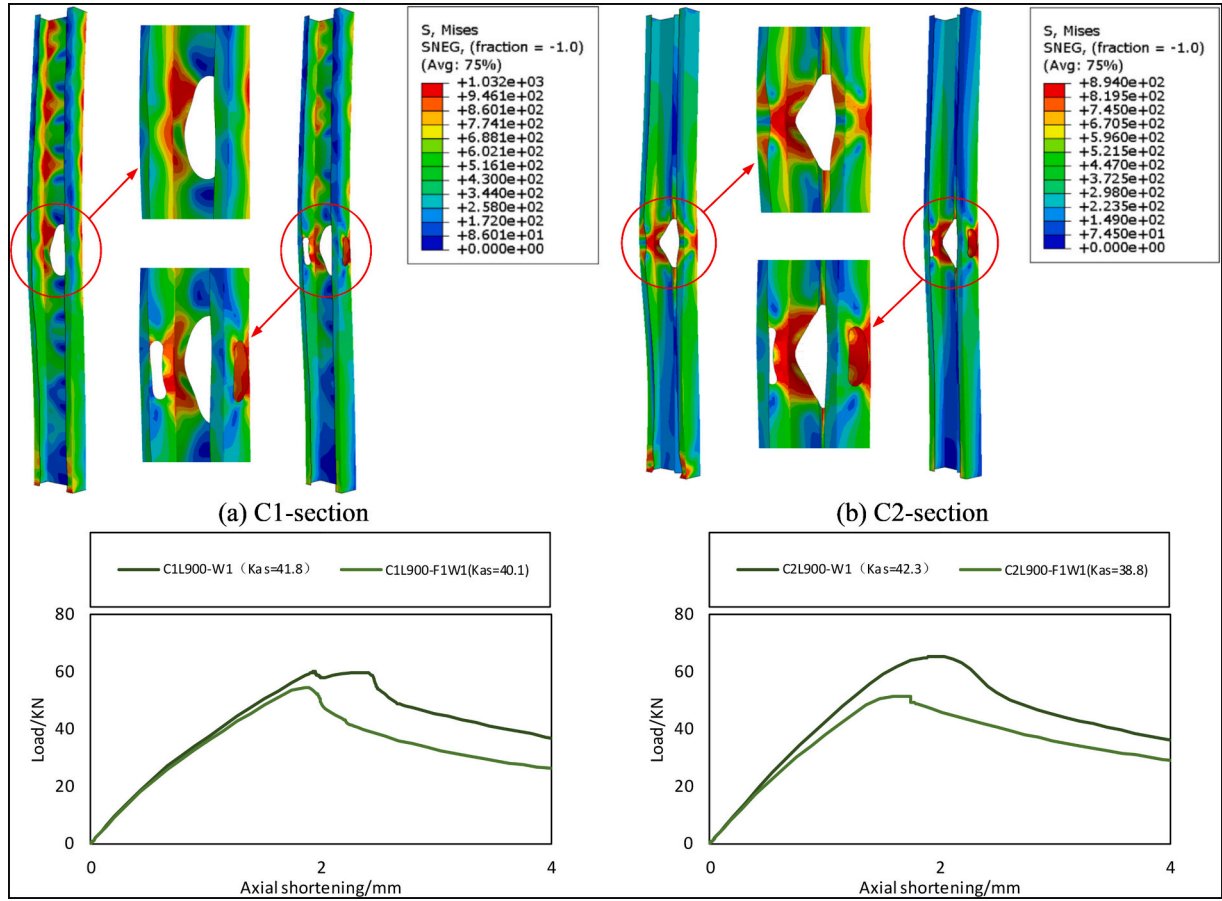 S, Mises
SNEG, (fraction = -1.0)
(Avg: 75%)
+1.032e+03
+9.461e+02
+8.601e+02
+7.741e+02
+6.881e+02
+6.021e+02
+5.161e+02
+4.300e+02
+3.440e+02
+2.580e+02
+1.720e+02
+8.601e+01
+0.000e+00
S, Mises
SNEG, (fraction = -1.0)
(Avg: 75%)
+8.940e+02
+8.195e+02
+7.450e+02
+6.705e+02
+5.960e+02
+5.215e+02
+4.470e+02
+3.725e+02
+2.980e+02
+2.235e+02
+1.490e+02
+7.450e+01
+0.000e+00
(a) C1-section
(b) C2-section
C1L900-W1（Kas=41.8） C1L900-F1W1(Kas=40.1)
80
60
40
20
0
Load/KN
0 2 4
Axial shortening/mm
C2L900-W1（Kas=42.3） C2L900-F1W1(Kas=38.8)
80
60
40
20
0
Load/KN
0 2 4
Axial shortening/mm